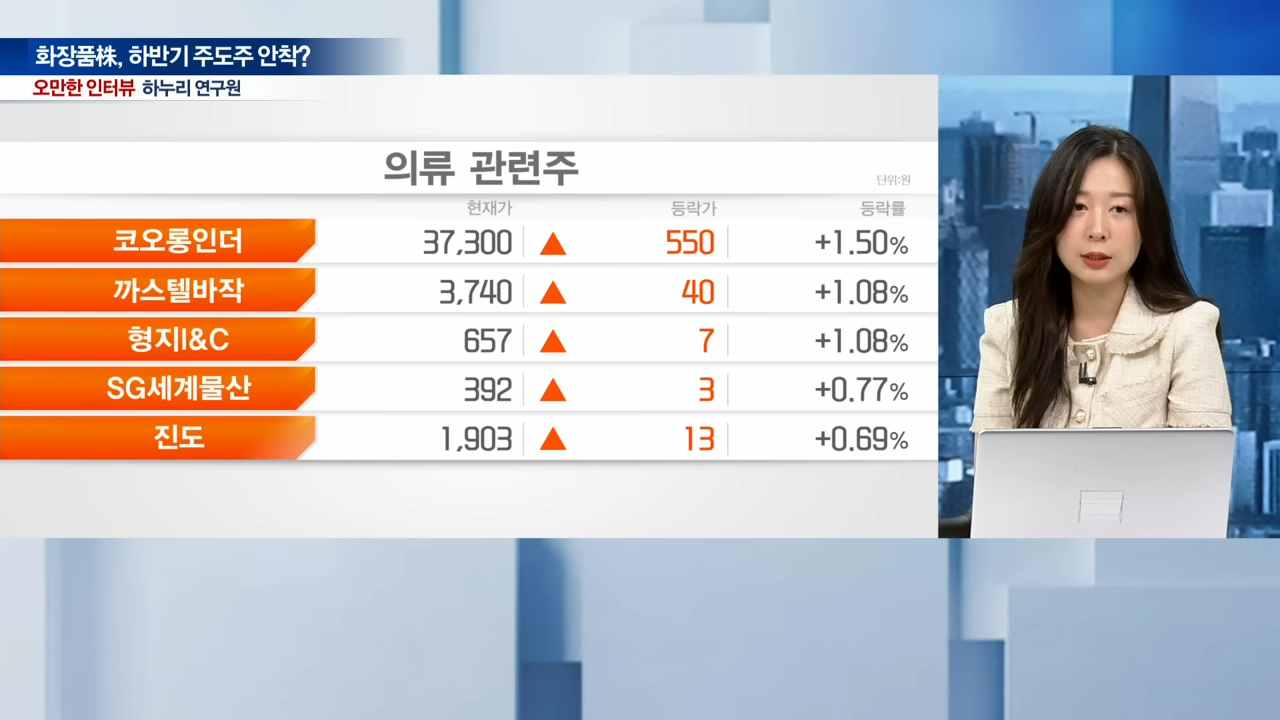 화장품株, 하반기 주도주 안착?
오만한 인터뷰 하누리 연구원
의류 관련주
단위:원
현재가 등락가 등락률
코오롱인더 37,300 ▲ 550 +1.50%
까스텔바작 3,740 ▲ 40 +1.08%
형지I&C 657 ▲ 7 +1.08%
SG세계물산 392 ▲ 3 +0.77%
진도 1,903 ▲ 13 +0.69%